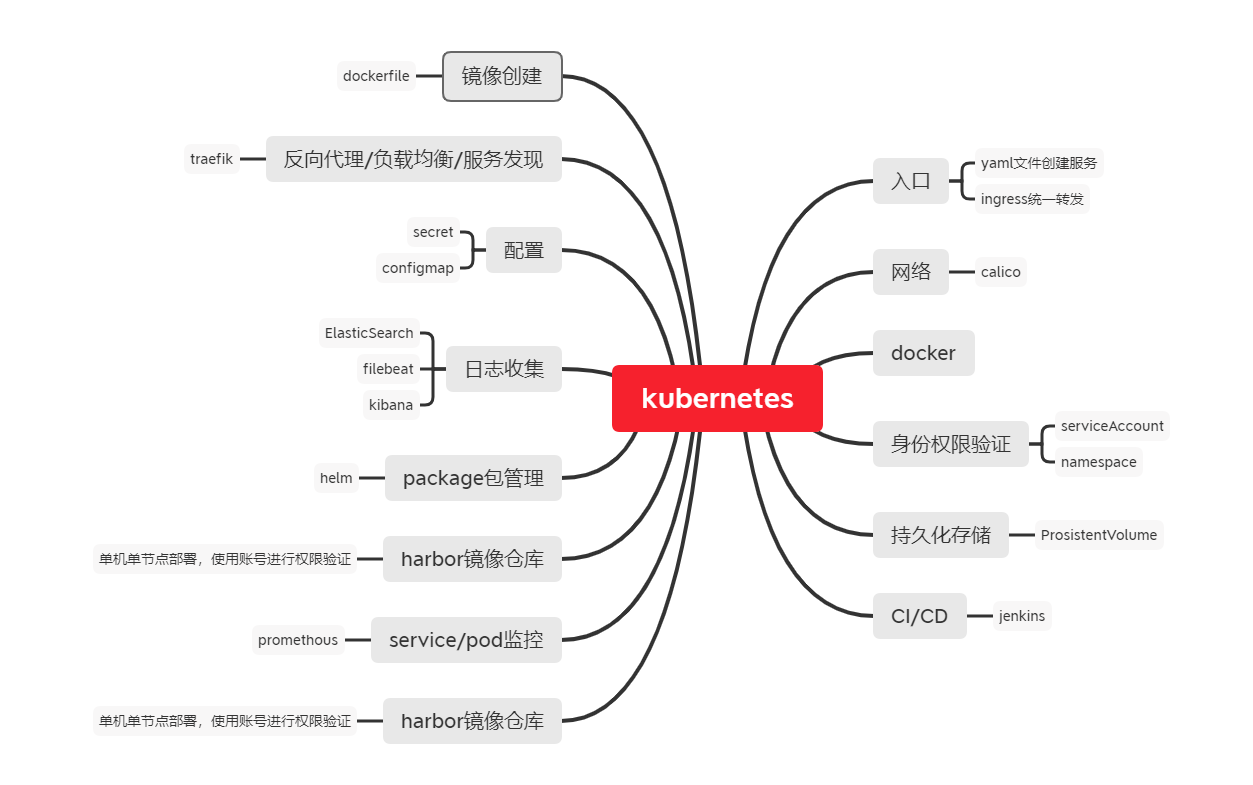 kubernetes
入口
yaml文件创建服务
ingress统一转发
网络
calico
docker
身份权限验证
serviceAccount
namespace
持久化存储
ProsistentVolume
CI/CD
jenkins
镜像创建
dockerfile
反向代理/负载均衡/服务发现
traefik
配置
secret
configmap
日志收集
ElasticSearch
filebeat
kibana
package包管理
helm
harbor镜像仓库
单机单节点部署，使用账号进行权限验证
service/pod监控
promethous
harbor镜像仓库
单机单节点部署，使用账号进行权限验证